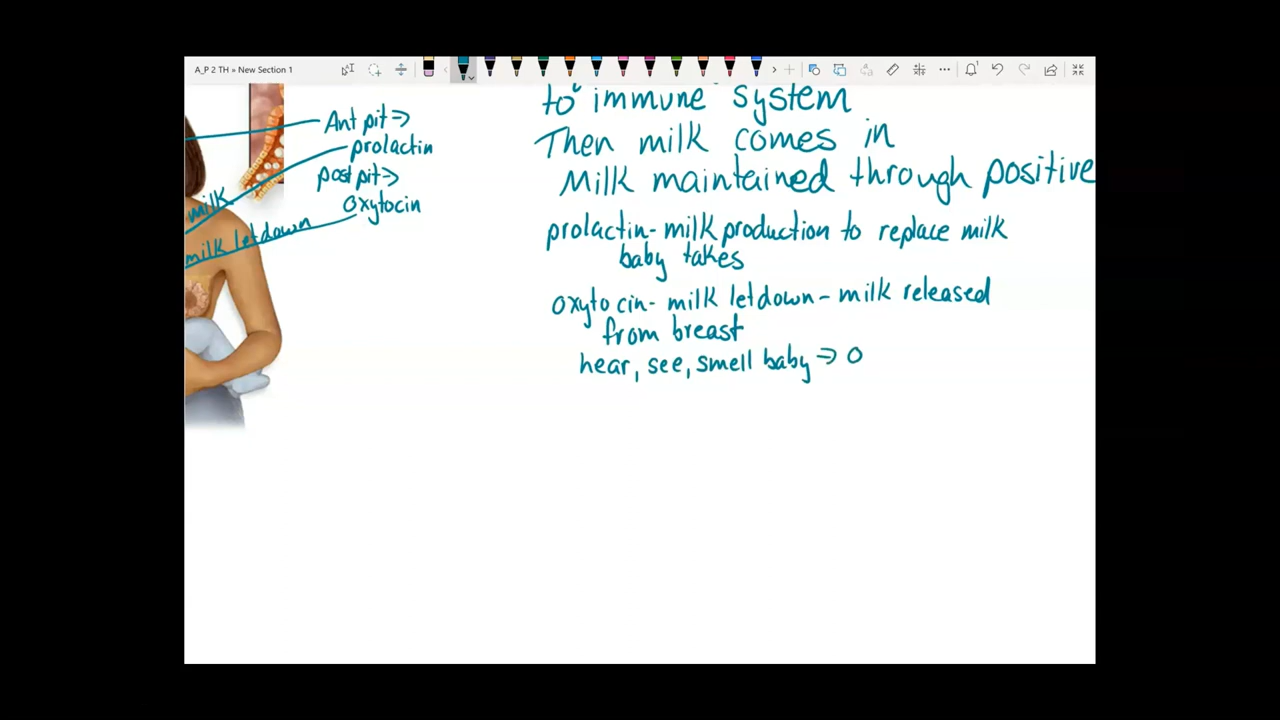 A_P 2 TH » New Section 1
to immune system
Then milk comes in
Milk maintained through positive
Ant pit =>
prolactin
post pit =>
oxytocin
milk
milk letdown
prolactin - milk production to replace milk
baby takes
oxytocin - milk letdown - milk released
from breast
hear, see, smell baby => o